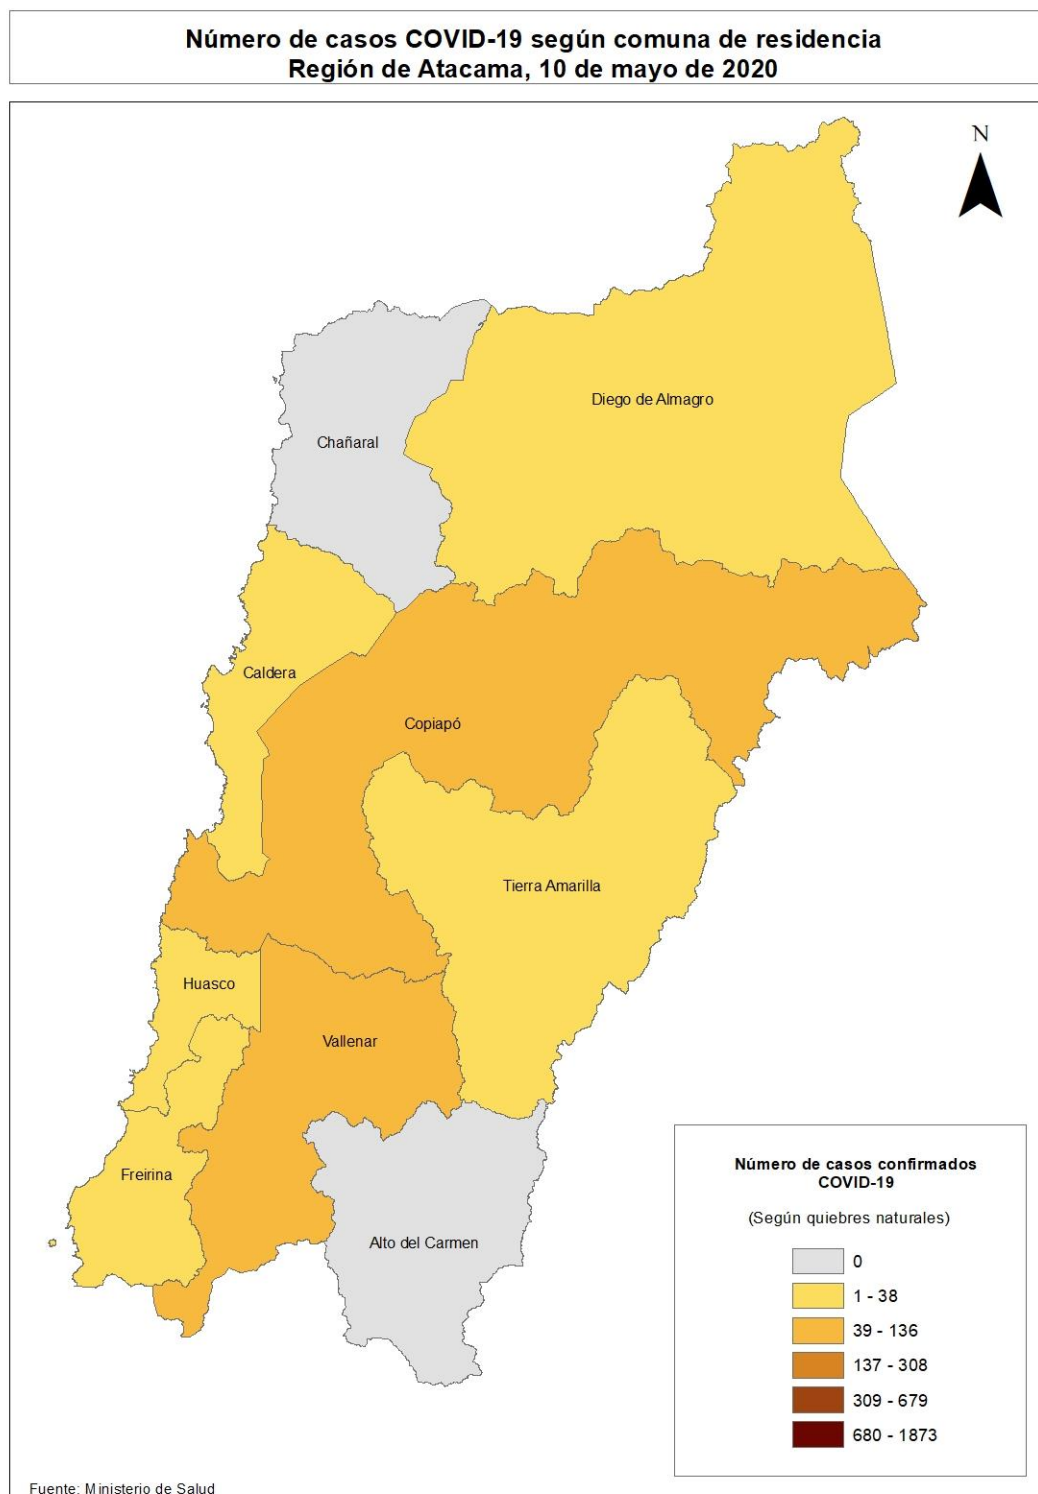 Número de casos COVID-19 según comuna de residencia
Región de Atacama, 10 de mayo de 2020
N
Diego de Almagro
Chañaral
Caldera
Copiapó
Tierra Amarilla
Huasco
Vallenar
Freirina
Alto del Carmen
Número de casos confirmados
COVID-19
(Según quiebres naturales)
0
1 - 38
39 - 136
137 - 308
309 - 679
680 - 1873
Fuente: Ministerio de Salud